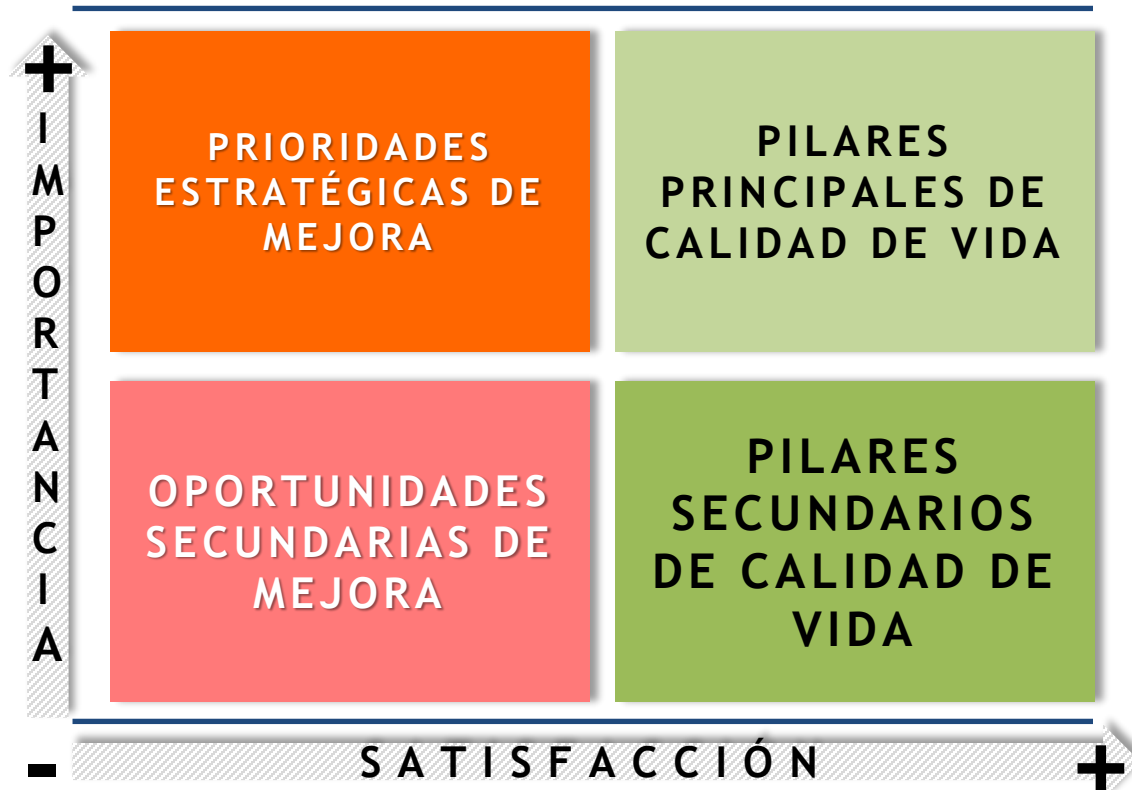 +
IMPORTANCIA
PRIORIDADES
ESTRATÉGICAS DE
MEJORA
PILARES
PRINCIPALES DE
CALIDAD DE VIDA
OPORTUNIDADES
SECUNDARIAS DE
MEJORA
PILARES
SECUNDARIOS
DE CALIDAD DE
VIDA
- SATISFACCIÓN +